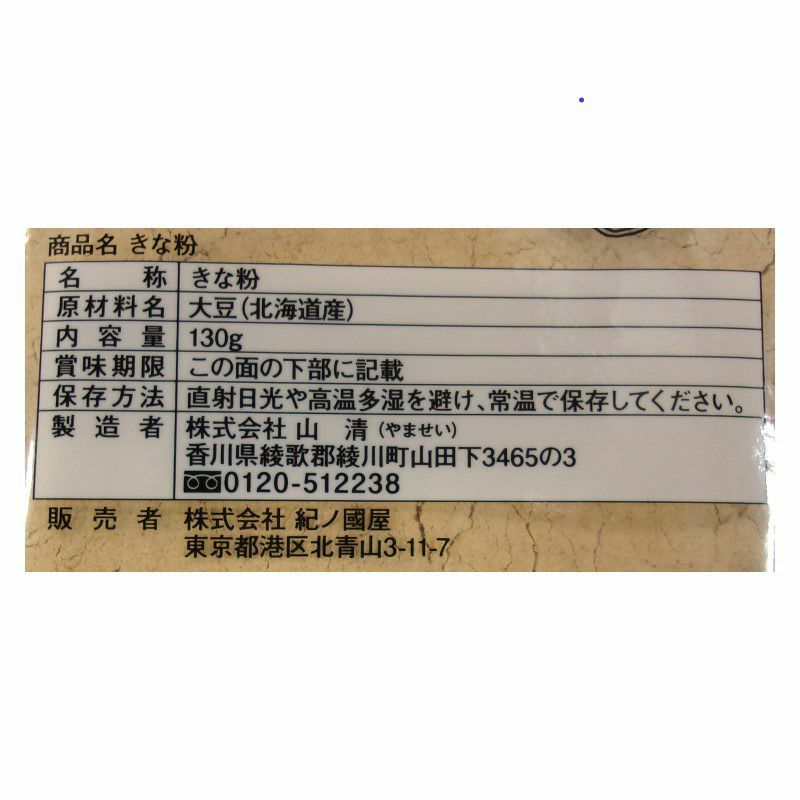 商品名 きな粉
名称 きな粉
原材料名 大豆(北海道産)
内容量 130g
賞味期限 この面の下部に記載
保存方法 直射日光や高温多湿を避け、常温で保存してください。
製造者 株式会社 山 清 (やませい)
香川県綾歌郡綾川町山田下3465の3
0120-512238
販売者 株式会社 紀ノ國屋
東京都港区北青山3-11-7